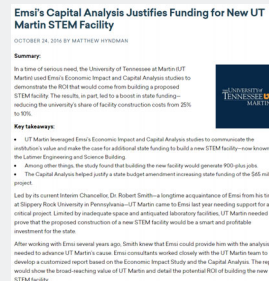 Emsi's Capital Analysis Justifies Funding for New UT
Martin STEM Facility
OCTOBER 24, 2016 BY MATTHEW HYNDMAN
Summary:
In a time of serious need, the University of Tennessee at Martin (UT
Martin) used Emsi's Economic Impact and Capital Analysis studies to
demonstrate the ROI that would come from building a proposed
STEM facility. The results, in part, led to a boost in state funding—
reducing the university's share of facility construction costs from 25%
to 10%.
THE UNIVERSITY of
TENNESSEE
MARTIN
Key takeaways:
• UT Martin leveraged Emsi's Economic Impact and Capital Analysis studies to communicate the
institution's value and make the case for additional state funding to build a new STEM facility—now known
the Latimer Engineering and Science Building.
• Among other things, the study found that building the new facility would generate 900-plus jobs.
• The Capital Analysis helped justify a state budget amendment increasing state funding of the $65 mil
project.
Led by its current Interim Chancellor, Dr. Robert Smith—a longtime acquaintance of Emsi from his ti
at Slippery Rock University in Pennsylvania—UT Martin came to Emsi last year needing support for a
critical project. Limited by inadequate space and antiquated laboratory facilities, UT Martin needed
prove that the proposed construction of a new STEM facility would be a smart and profitable
investment for the state.
After working with Emsi several years ago, Smith knew that Emsi could provide him with the analysis
needed to advance UT Martin's cause. Emsi consultants worked closely with the UT Martin team to
develop a customized report based on the Economic Impact Study and the Capital Analysis. The rep
would show the broad-reaching value of UT Martin and detail the potential ROI of building the new
STEM facility.